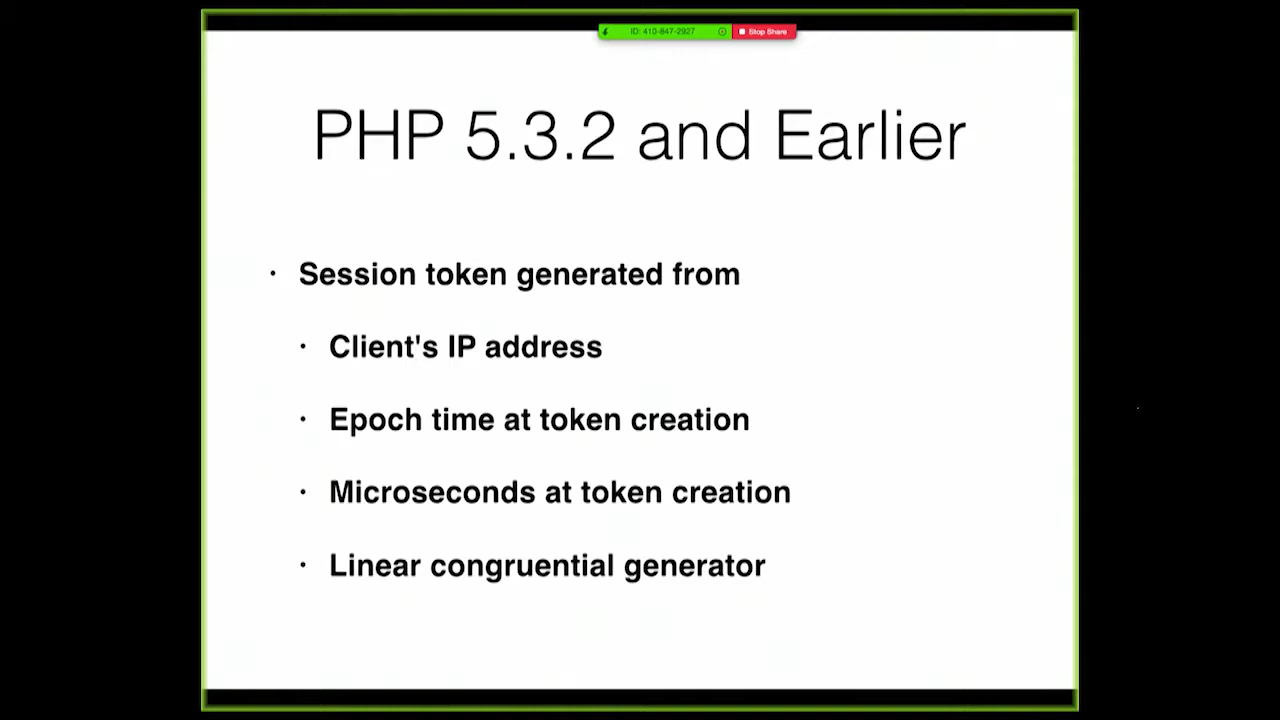 ID: 410-847-2927
Stop Share
PHP 5.3.2 and Earlier
• Session token generated from
• Client's IP address
• Epoch time at token creation
• Microseconds at token creation
• Linear congruential generator